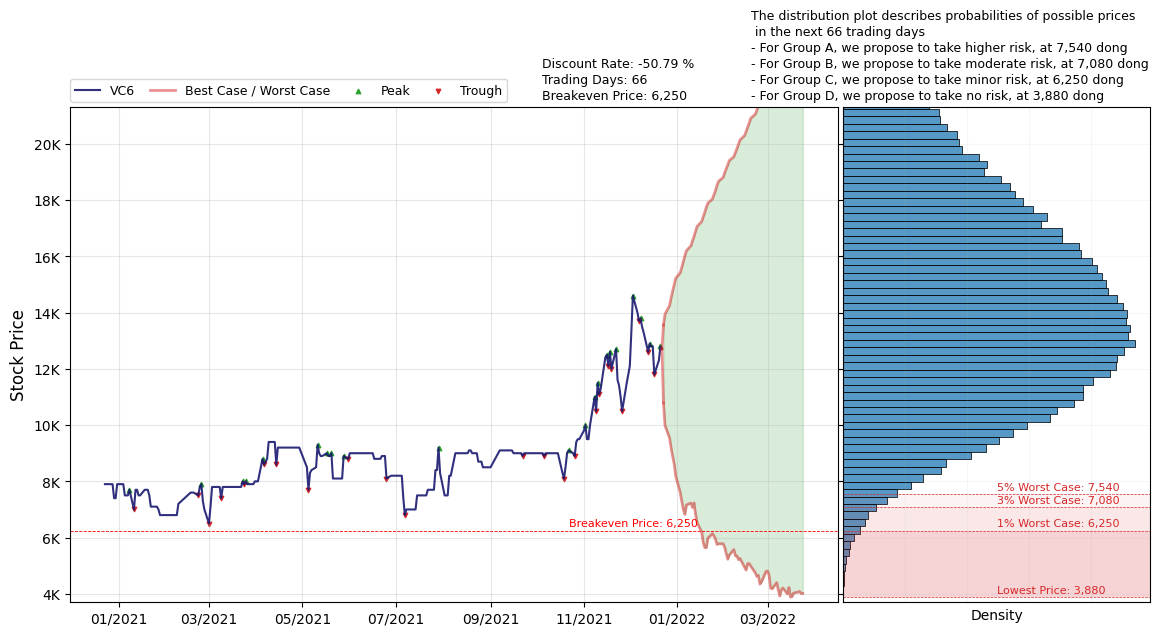 The distribution plot describes probabilities of possible prices
in the next 66 trading days
- For Group A, we propose to take higher risk, at 7,540 dong
- For Group B, we propose to take moderate risk, at 7,080 dong
- For Group C, we propose to take minor risk, at 6,250 dong
- For Group D, we propose to take no risk, at 3,880 dong
Discount Rate: -50.79 %
Trading Days: 66
Breakeven Price: 6,250
VC6 Best Case / Worst Case Peak Trough
Stock Price
20K
18K
16K
14K
12K
10K
8K
6K
4K
Breakeven Price: 6,250
5% Worst Case: 7,540
3% Worst Case: 7,080
1% Worst Case: 6,250
Lowest Price: 3,880
01/2021 03/2021 05/2021 07/2021 09/2021 11/2021 01/2022 03/2022
Density